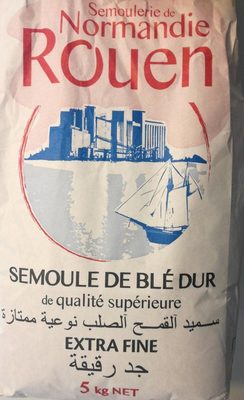 Semoulerie de
Normandie
Rouen
SEMOULE DE BLÉ DUR
de qualité supérieure
سميد القمح الصلب نوعية ممتازة
EXTRA FINE
جد رقيقة
5 kg NET